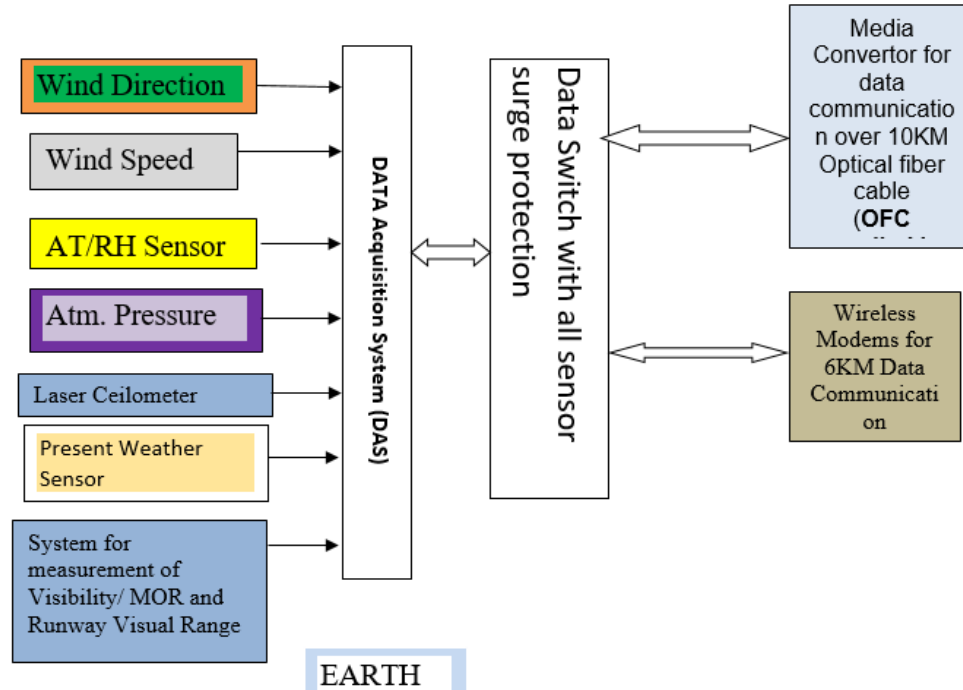 Wind Direction
Wind Speed
AT/RH Sensor
Atm. Pressure
Laser Ceilometer
Present Weather
Sensor
System for
measurement of
Visibility/ MOR and
Runway Visual Range
DATA Acquisition System (DAS)
Data Switch with all sensor
surge protection
Media
Convertor for
data
communicatio
n over 10KM
Optical fiber
cable
(OFC
Wireless
Modems for
6KM Data
Communicati
on
EARTH